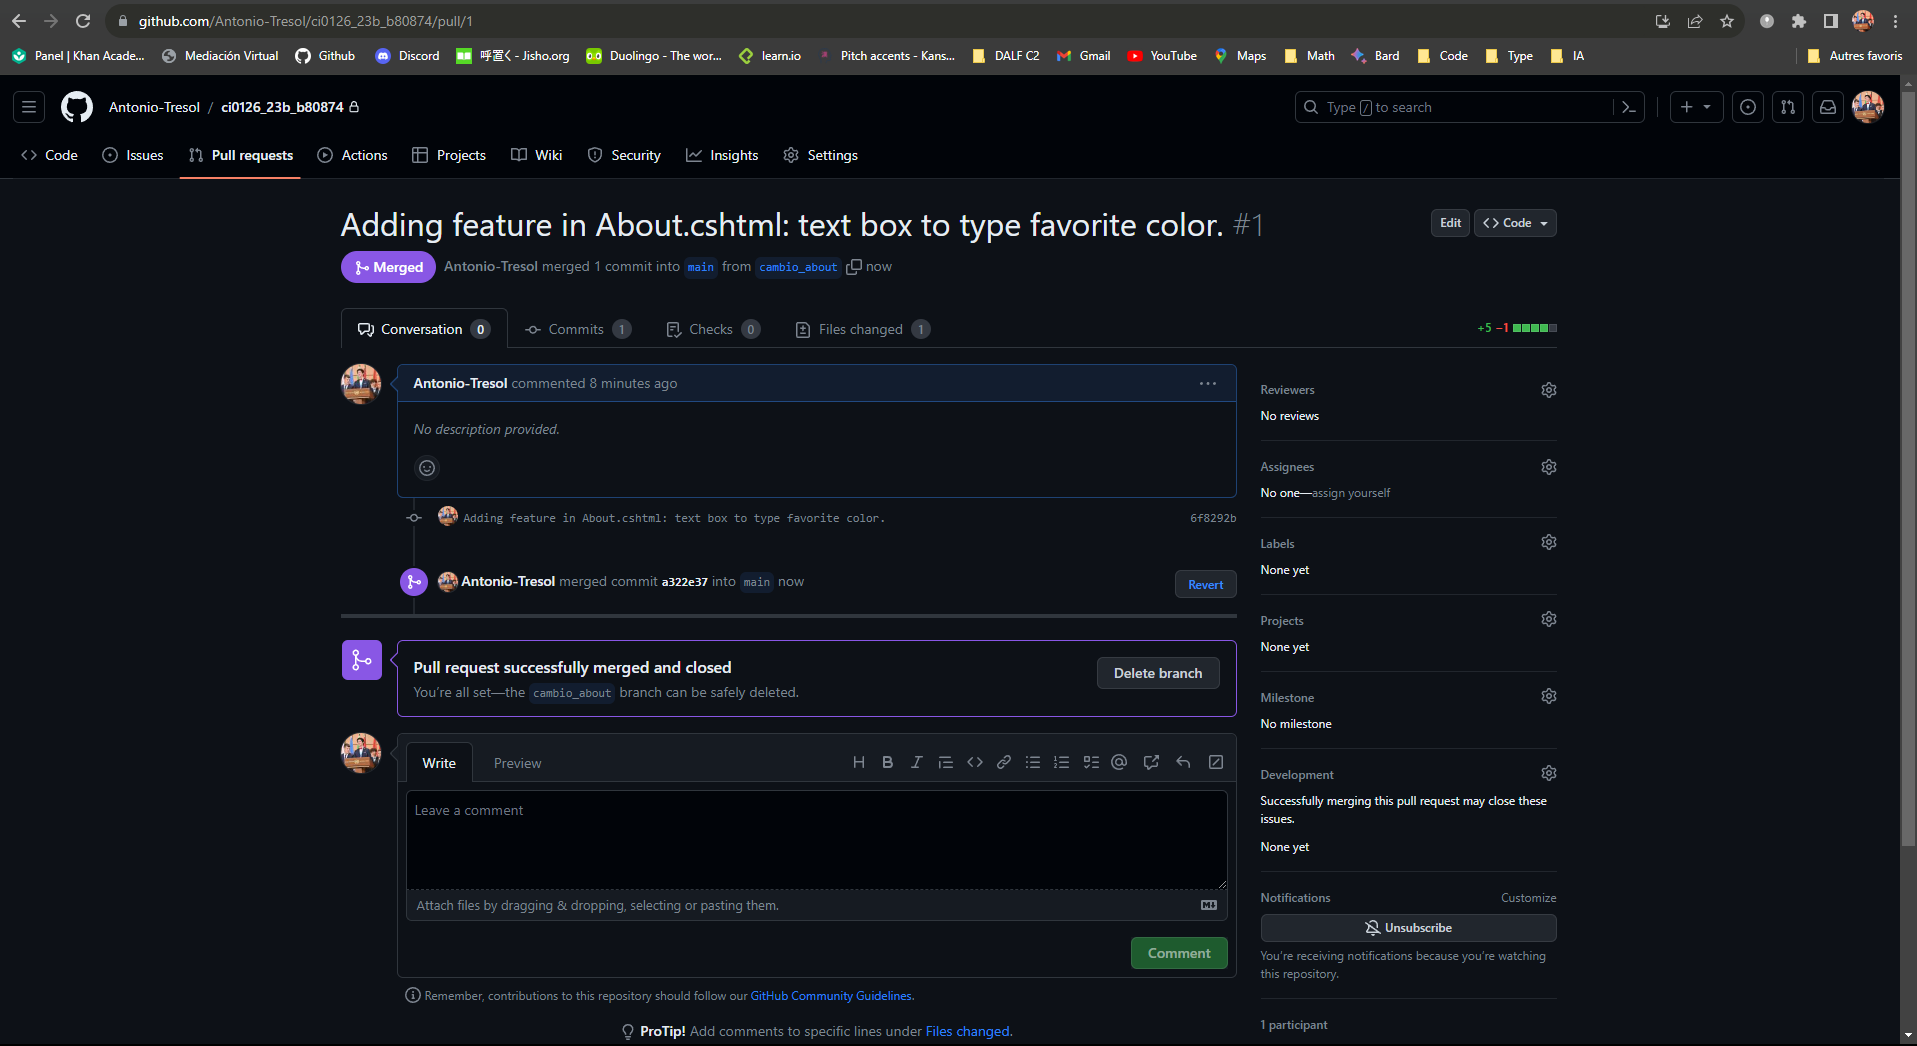 github.com/Antonio-Tresol/ci0126_23b_b80874/pull/1
Panel | Khan Acade... Mediación Virtual Github Discord 呼置く - Jisho.org Duolingo - The wor... learn.io Pitch accents - Kans... DALF C2 Gmail YouTube Maps Math Bard Code Type IA Autres favoris
Antonio-Tresol / ci0126_23b_b80874 Type / to search
Code Issues Pull requests Actions Projects Wiki Security Insights Settings
Adding feature in About.cshtml: text box to type favorite color. #1 Edit <> Code
Merged Antonio-Tresol merged 1 commit into main from cambio_about now
Conversation 0 Commits 1 Checks 0 Files changed 1 +5 −1
Antonio-Tresol commented 8 minutes ago ...
No description provided.
Adding feature in About.cshtml: text box to type favorite color. 6f8292b
Antonio-Tresol merged commit a322e37 into main now Revert
Pull request successfully merged and closed
You're all set—the cambio_about branch can be safely deleted.
Delete branch
Write Preview H B I
Leave a comment
Attach files by dragging & dropping, selecting or pasting them.
Comment
Remember, contributions to this repository should follow our GitHub Community Guidelines.
ProTip! Add comments to specific lines under Files changed.
Reviewers
No reviews
Assignees
No one—assign yourself
Labels
None yet
Projects
None yet
Milestone
No milestone
Development
Successfully merging this pull request may close these
issues.
None yet
Notifications Customize
Unsubscribe
You're receiving notifications because you're watching
this repository.
1 participant